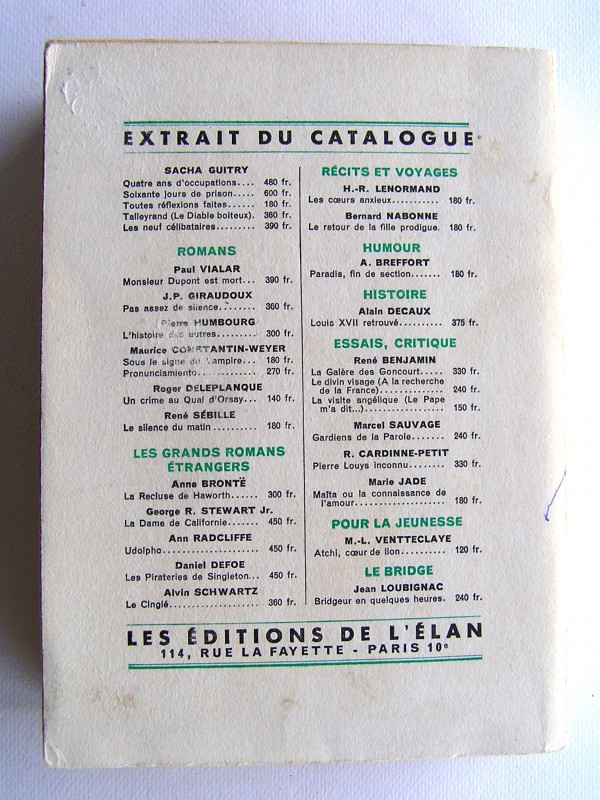 EXTRAIT DU CATALOGUE
SACHA GUITRY
Quatre ans d'occupations.... 480 fr.
Soixante jours de prison..... 600 fr.
Toutes réflexions faites...... 180 fr.
Talleyrand (Le Diable boiteux). 360 fr.
Les neuf célibataires......... 390 fr.
ROMANS
Paul VIALAR
Monsieur Dupont est mort... 390 fr.
J.P. GIRAUDOUX
Pas assez de silence......... 360 fr.
Pierre HUMBOURG
L'histoire des autres.......... 300 fr.
Maurice CONSTANTIN-WEYER
Sous le signe du Vampire... 180 fr.
Pronunciamiento............. 270 fr.
Roger DELEPLANQUE
Un crime au Quai d'Orsay... 140 fr.
René SÉBILLE
Le silence du matin.......... 180 fr.
LES GRANDS ROMANS
ÉTRANGERS
Anne BRONTË
La Recluse de Haworth...... 300 fr.
George R. STEWART Jr.
La Dame de Californie....... 450 fr.
Ann RADCLIFFE
Udolpho..................... 450 fr.
Daniel DEFOE
Les Pirateries de Singleton... 450 fr.
Alvin SCHWARTZ
Le Cinglé.................... 360 fr.
RÉCITS ET VOYAGES
H.-R. LENORMAND
Les cœurs anxieux........... 180 fr.
Bernard NABONNE
Le retour de la fille prodigue. 180 fr.
HUMOUR
A. BREFFORT
Paradis, fin de section....... 180 fr.
HISTOIRE
Alain DECAUX
Louis XVII retrouvé.......... 375 fr.
ESSAIS, CRITIQUE
René BENJAMIN
La Galère des Goncourt..... 330 fr.
Le divin visage (A la recherche
de la France)............... 240 fr.
La visite angélique (Le Pape
m'a dit...)................. 150 fr.
Marcel SAUVAGE
Gardiens de la Parole........ 240 fr.
R. CARDINNE-PETIT
Pierre Louys inconnu........ 330 fr.
Marie JADE
Maïta ou la connaissance de
l'amour.................... 180 fr.
POUR LA JEUNESSE
M.-L. VENTTECLAYE
Atchi, cœur de lion.......... 120 fr.
LE BRIDGE
Jean LOUBIGNAC
Bridgeur en quelques heures. 240 fr.
LES ÉDITIONS DE L'ÉLAN
114, RUE LA FAYETTE - PARIS 10e